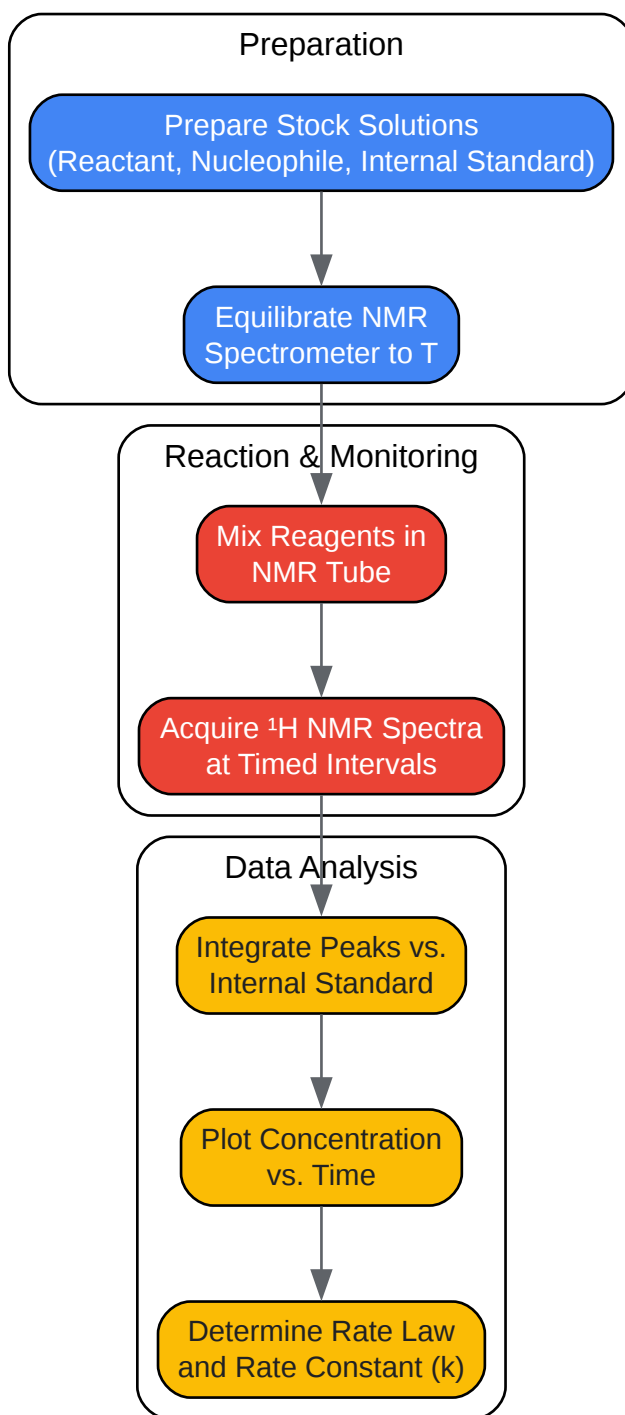 Preparation
Prepare Stock Solutions
(Reactant, Nucleophile, Internal Standard)
Equilibrate NMR
Spectrometer to T
Reaction & Monitoring
Mix Reagents in
NMR Tube
Acquire ¹H NMR Spectra
at Timed Intervals
Data Analysis
Integrate Peaks vs.
Internal Standard
Plot Concentration
vs. Time
Determine Rate Law
and Rate Constant (k)